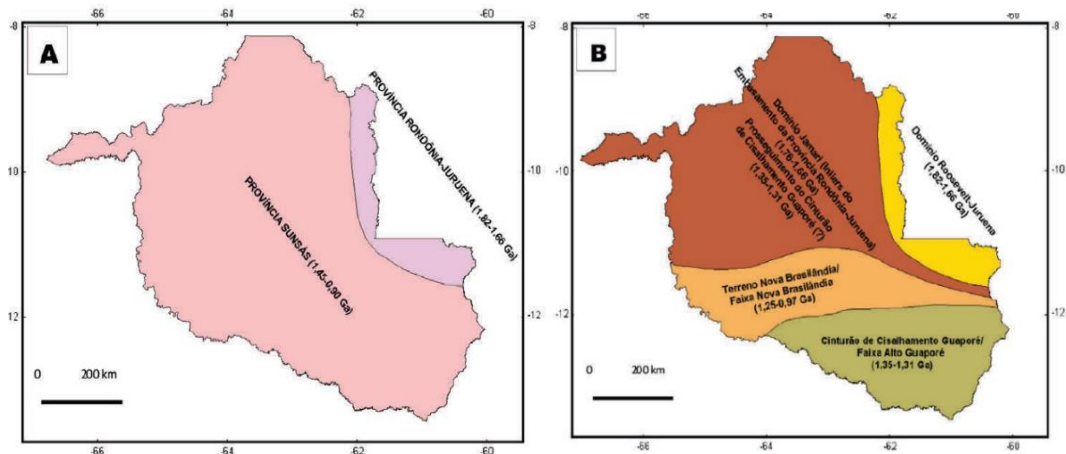 A
-66
-64
-62
-60
-8
-8
10
-10
12
-12
-66
-64
-62
-60
PROVÍNCIA RONDÔNIA-JURUENA (1,82-1,66 Ga)
PROVÍNCIA SUNSÁS (1,45-0,90 Ga)
0 200 km
B
-66
-64
-62
-60
-8
-8
10
-10
-12
-12
-66
-64
-62
-60
Domínio Jamari (Inliers do
Embasamento da Província Rondônia-Juruena)
(1,76-1,66 Ga)
Prosseguimento do Cinturão
de Cisalhamento Guaporé (?)
(1,35-1,31 Ga)
Domínio Roosevelt-Juruena
(1,82-1,66 Ga)
Terreno Nova Brasilândia/
Faixa Nova Brasilândia
(1,25-0,97 Ga)
Cinturão de Cisalhamento Guaporé/
Faixa Alto Guaporé
(1,35-1,31 Ga)
0 200 km